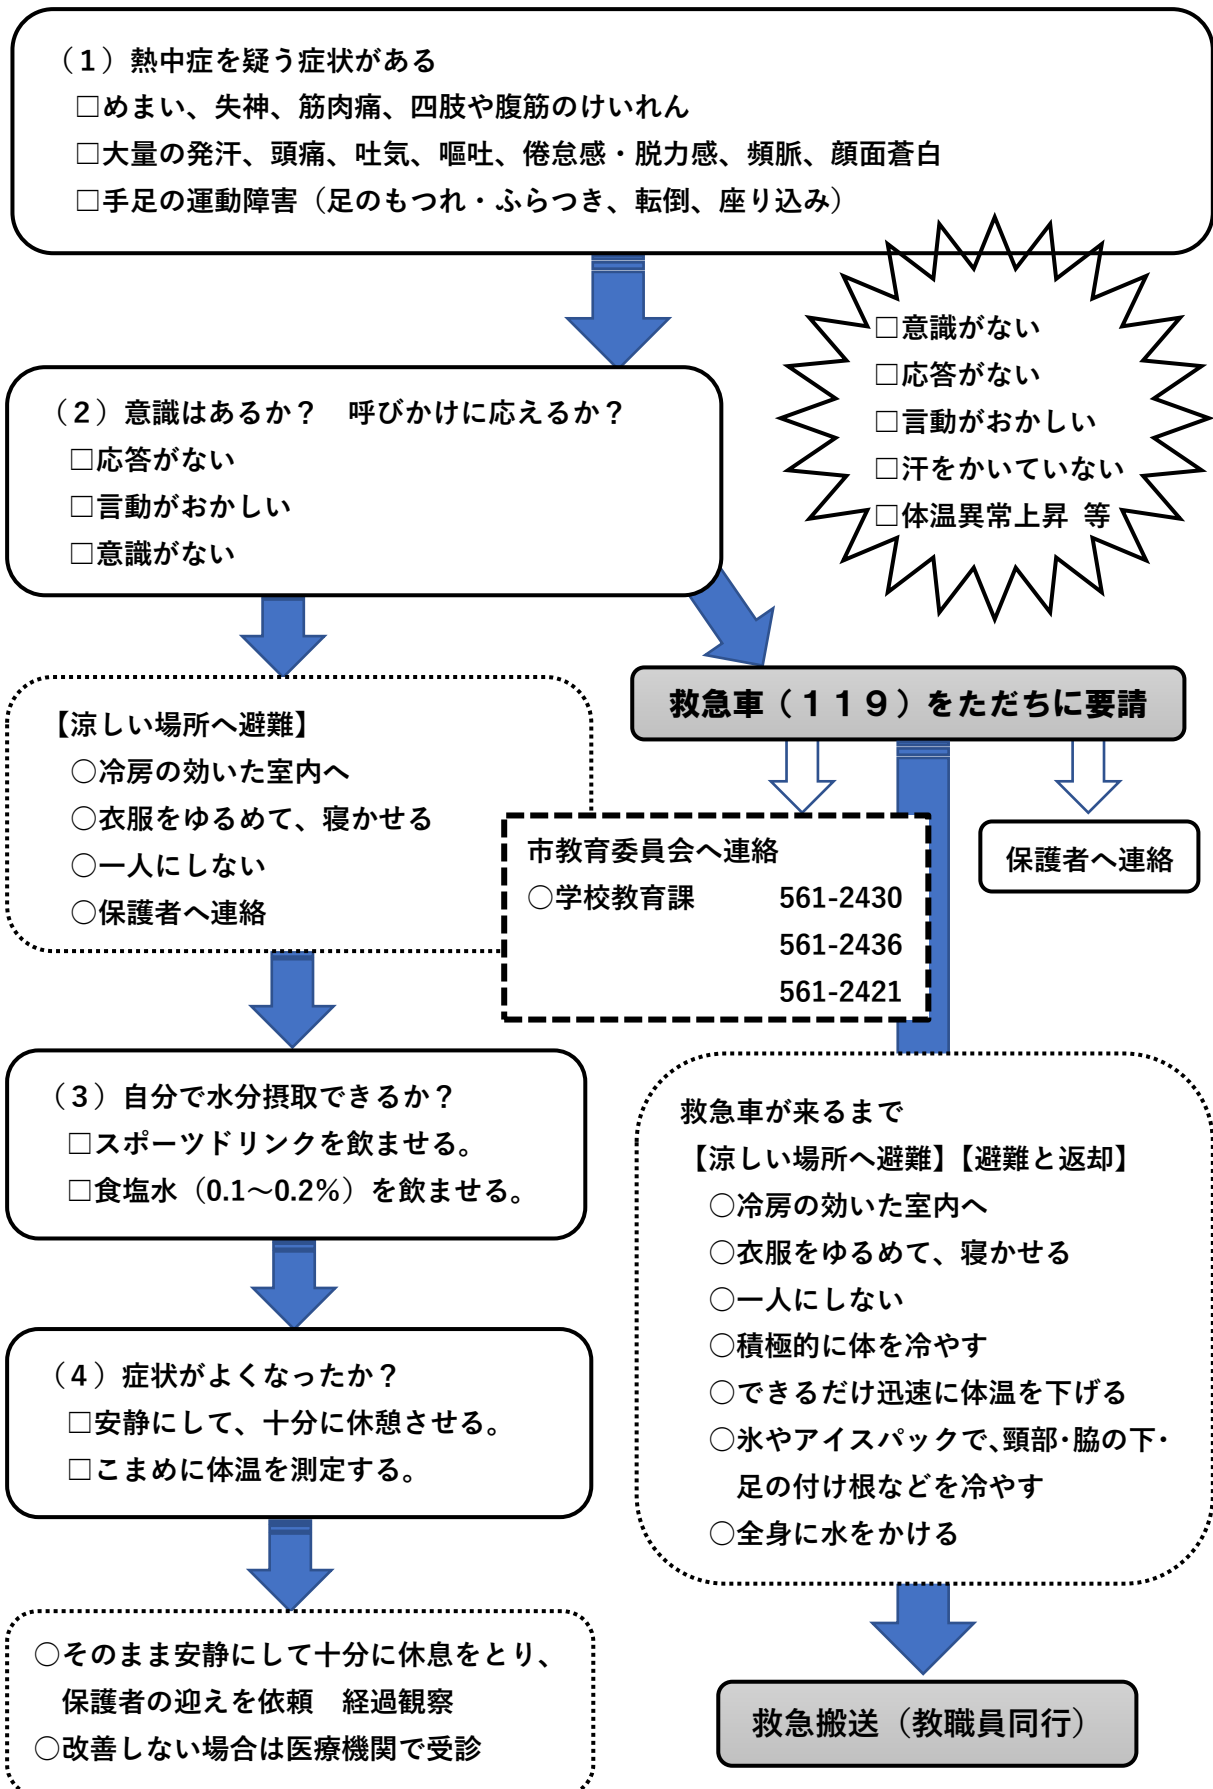 （１）熱中症を疑う症状がある
□めまい、失神、筋肉痛、四肢や腹筋のけいれん
□大量の発汗、頭痛、吐気、嘔吐、倦怠感・脱力感、頻脈、顔面蒼白
□手足の運動障害（足のもつれ・ふらつき、転倒、座り込み）
□意識がない
□応答がない
□言動がおかしい
□汗をかいていない
□体温異常上昇 等
（２）意識はあるか？　呼びかけに応えるか？
□応答がない
□言動がおかしい
□意識がない
救急車（１１９）をただちに要請
【涼しい場所へ避難】
○冷房の効いた室内へ
○衣服をゆるめて、寝かせる
○一人にしない
○保護者へ連絡
市教育委員会へ連絡
○学校教育課　561-2430
561-2436
561-2421
保護者へ連絡
（３）自分で水分摂取できるか？
□スポーツドリンクを飲ませる。
□食塩水（0.1～0.2%）を飲ませる。
（４）症状がよくなったか？
□安静にして、十分に休憩させる。
□こまめに体温を測定する。
○そのまま安静にして十分に休息をとり、
保護者の迎えを依頼　経過観察
○改善しない場合は医療機関で受診
救急車が来るまで
【涼しい場所へ避難】【避難と返却】
○冷房の効いた室内へ
○衣服をゆるめて、寝かせる
○一人にしない
○積極的に体を冷やす
○できるだけ迅速に体温を下げる
○氷やアイスパックで、頸部・脇の下・
足の付け根などを冷やす
○全身に水をかける
救急搬送（教職員同行）